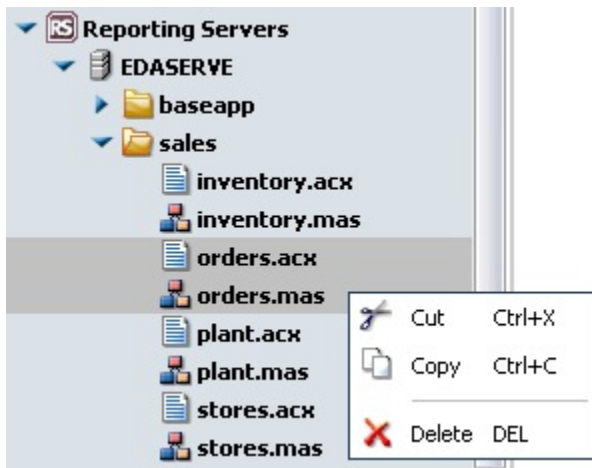 RS Reporting Servers
EDASERVE
baseapp
sales
inventory.acx
inventory.mas
orders.acx
orders.mas
Cut Ctrl+X
plant.acx
Copy Ctrl+C
plant.mas
stores.acx
Delete DEL
stores.mas